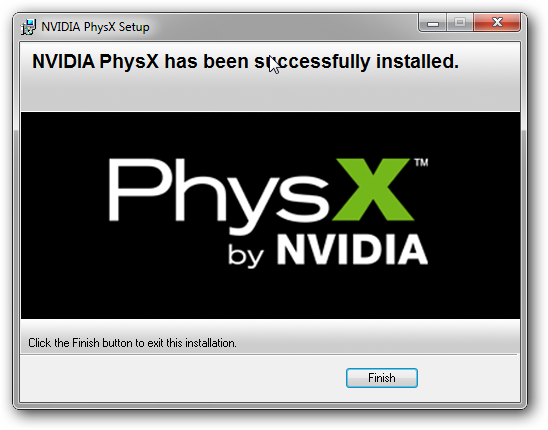 NVIDIA PhysX Setup
NVIDIA PhysX has been successfully installed.
PhysX™
by NVIDIA
Click the Finish button to exit this installation.
Finish